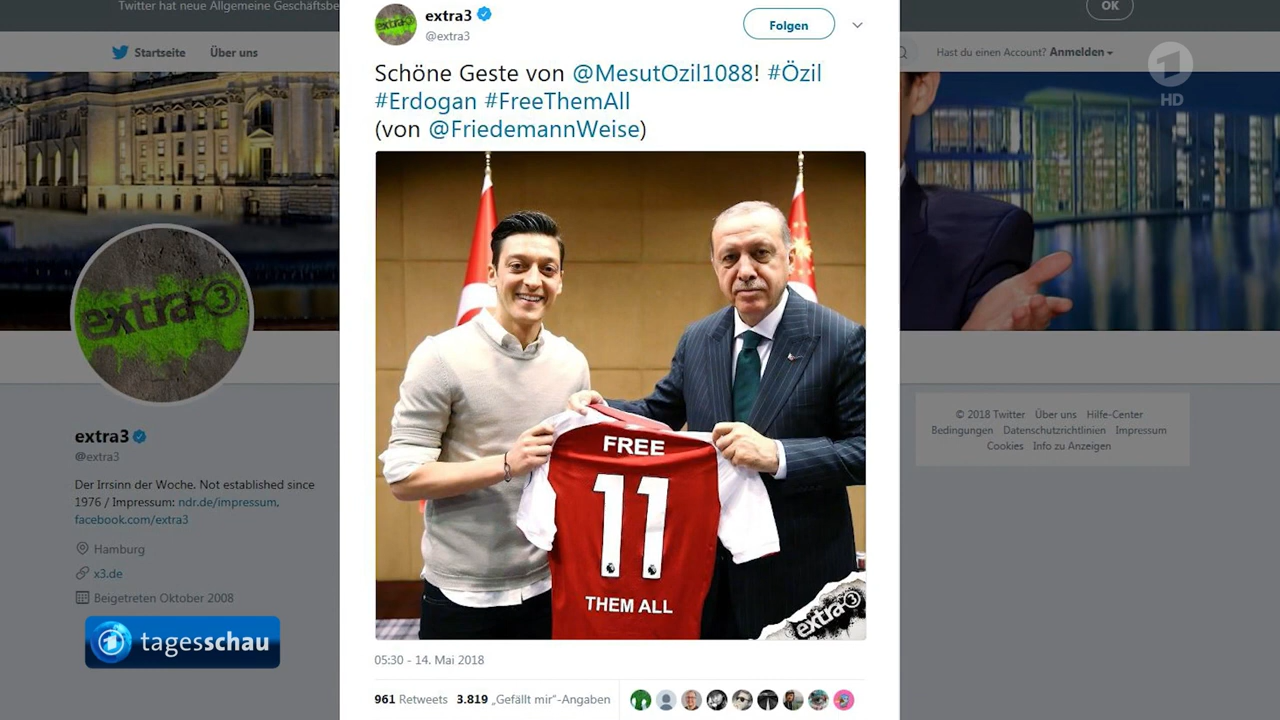 Twitter hat neue Allgemeine Geschäftsbe
OK
Startseite Über uns
Hast du einen Account? Anmelden
1
HD
extra3
@extra3
Folgen
Schöne Geste von @MesutOzil1088! #Özil
#Erdogan #FreeThemAll
(von @FriedemannWeise)
extra3
FREE
11
THEM ALL
extra3
extra3
extra3
@extra3
Der Irrsinn der Woche. Not established since
1976 / Impressum: ndr.de/impressum,
facebook.com/extra3
Hamburg
x3.de
Beigetreten Oktober 2008
1 tagesschau
05:30 - 14. Mai 2018
961 Retweets 3.819 „Gefällt mir“-Angaben
© 2018 Twitter Über uns Hilfe-Center
Bedingungen Datenschutzrichtlinien Impressum
Cookies Info zu Anzeigen